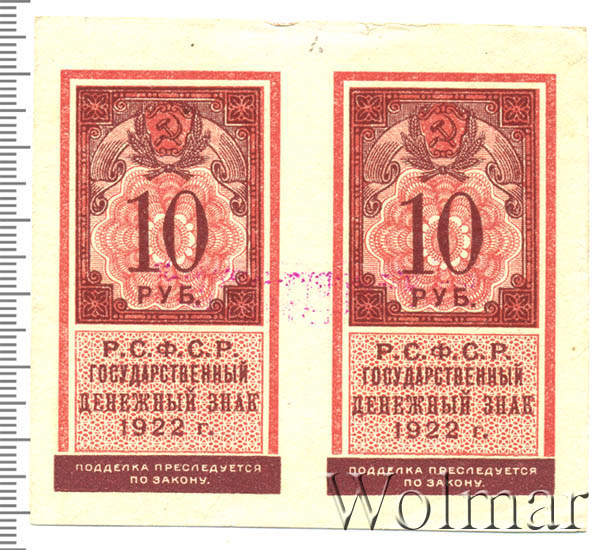 10
РУБ.
Р.С.Ф.С.Р.
ГОСУДАРСТВЕННЫЙ
ДЕНЕЖНЫЙ ЗНАК
1922 г.
ПОДДЕЛКА ПРЕСЛЕДУЕТСЯ
ПО ЗАКОНУ.
10
РУБ.
Р.С.Ф.С.Р.
ГОСУДАРСТВЕННЫЙ
ДЕНЕЖНЫЙ ЗНАК
1922 г.
ПОДДЕЛКА ПРЕСЛЕДУЕТСЯ
ПО ЗАКОНУ.
Wolmar